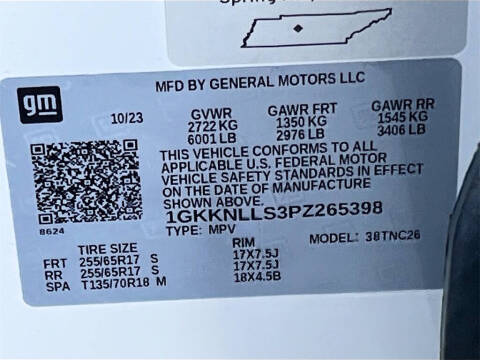 Spring
MFD BY GENERAL MOTORS LLC
gm
10/23
GVWR GAWR FRT GAWR RR
2722 KG 1350 KG 1545 KG
6001 LB 2976 LB 3406 LB
THIS VEHICLE CONFORMS TO ALL
APPLICABLE U.S. FEDERAL MOTOR
VEHICLE SAFETY STANDARDS IN EFFECT
ON THE DATE OF MANUFACTURE
SHOWN ABOVE.
1GKKNLLS3PZ265398
8624
TYPE: MPV MODEL: 38TNC26
TIRE SIZE RIM
FRT 255/65R17 S 17X7.5J
RR 255/65R17 S 17X7.5J
SPA T135/70R18 M 18X4.5B